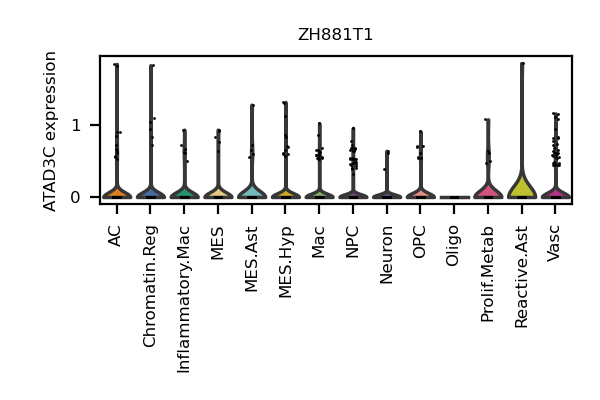 ZH881T1
ATAD3C expression
1
0
AC
Chromatin.Reg
Inflammatory.Mac
MES
MES.Ast
MES.Hyp
Mac
NPC
Neuron
OPC
Oligo
Prolif.Metab
Reactive.Ast
Vasc